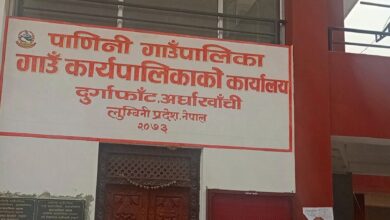 पाणिनी गाउँपालिका
गाउँ कार्यपालिकाको कार्यालय
दुर्गाफाँट,अर्घाखाँची
लुम्बिनी प्रदेश,नेपाल
२०७३